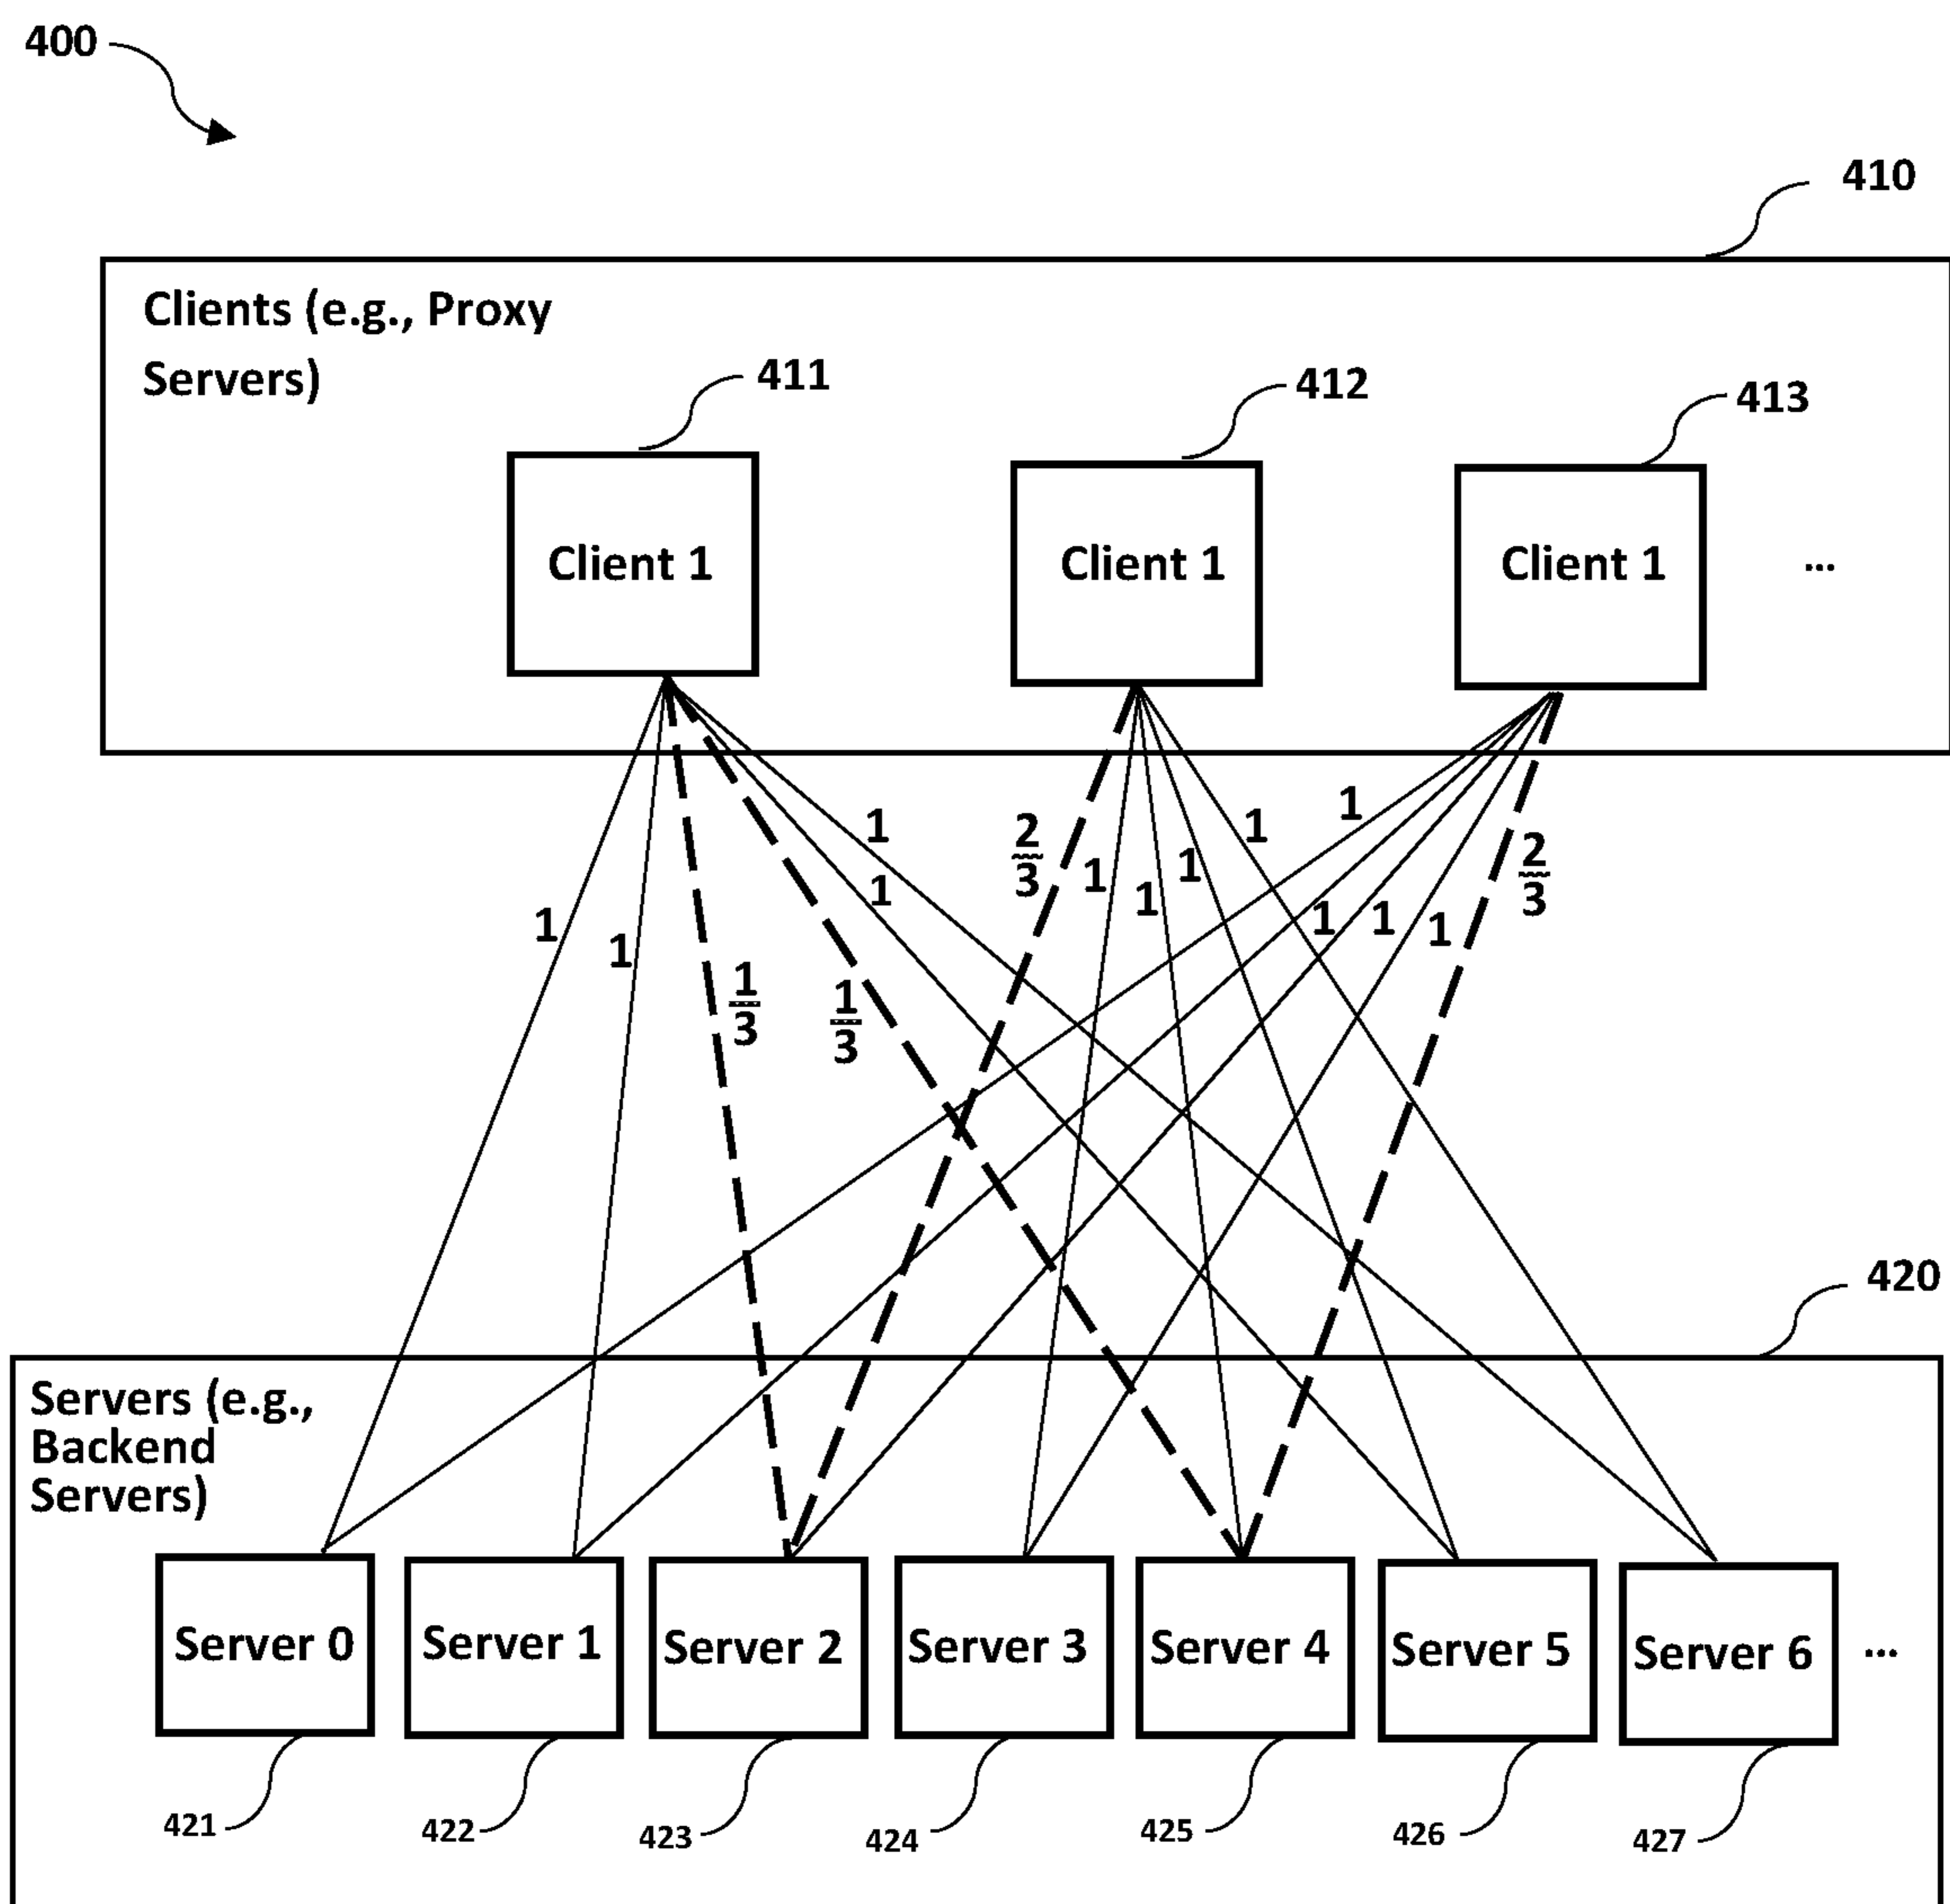 400
410
Clients (e.g., Proxy
Servers)
411
412
413
Client 1
Client 1
Client 1
...
1
1
1
3
1
3
1
1
2
3
1
1
1
1
1
1
1
1
2
3
420
Servers (e.g.,
Backend
Servers)
Server 0
Server 1
Server 2
Server 3
Server 4
Server 5
Server 6
...
421
422
423
424
425
426
427